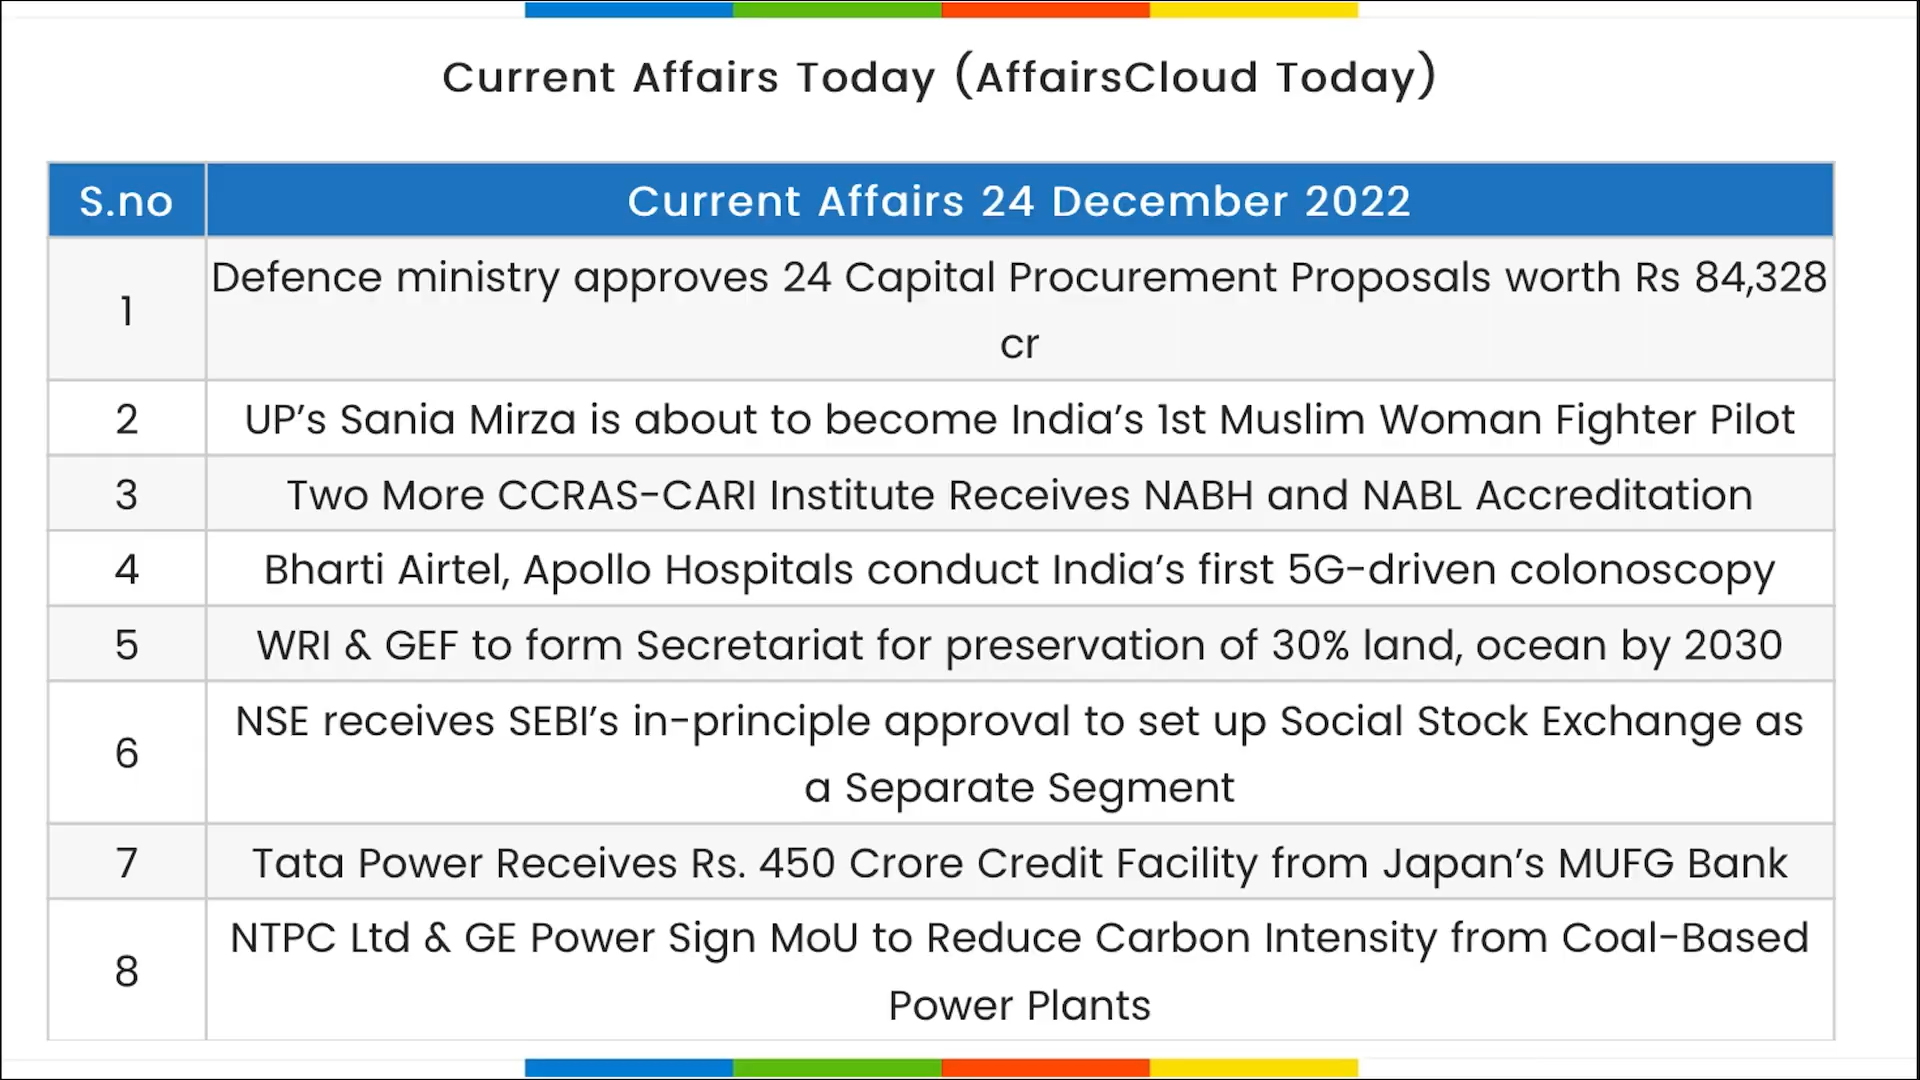 Current Affairs Today (AffairsCloud Today)
S.no
Current Affairs 24 December 2022
1
Defence ministry approves 24 Capital Procurement Proposals worth Rs 84,328
cr
2
UP’s Sania Mirza is about to become India’s 1st Muslim Woman Fighter Pilot
3
Two More CCRAS-CARI Institute Receives NABH and NABL Accreditation
4
Bharti Airtel, Apollo Hospitals conduct India’s first 5G-driven colonoscopy
5
WRI & GEF to form Secretariat for preservation of 30% land, ocean by 2030
6
NSE receives SEBI’s in-principle approval to set up Social Stock Exchange as
a Separate Segment
7
Tata Power Receives Rs. 450 Crore Credit Facility from Japan’s MUFG Bank
8
NTPC Ltd & GE Power Sign MoU to Reduce Carbon Intensity from Coal-Based
Power Plants